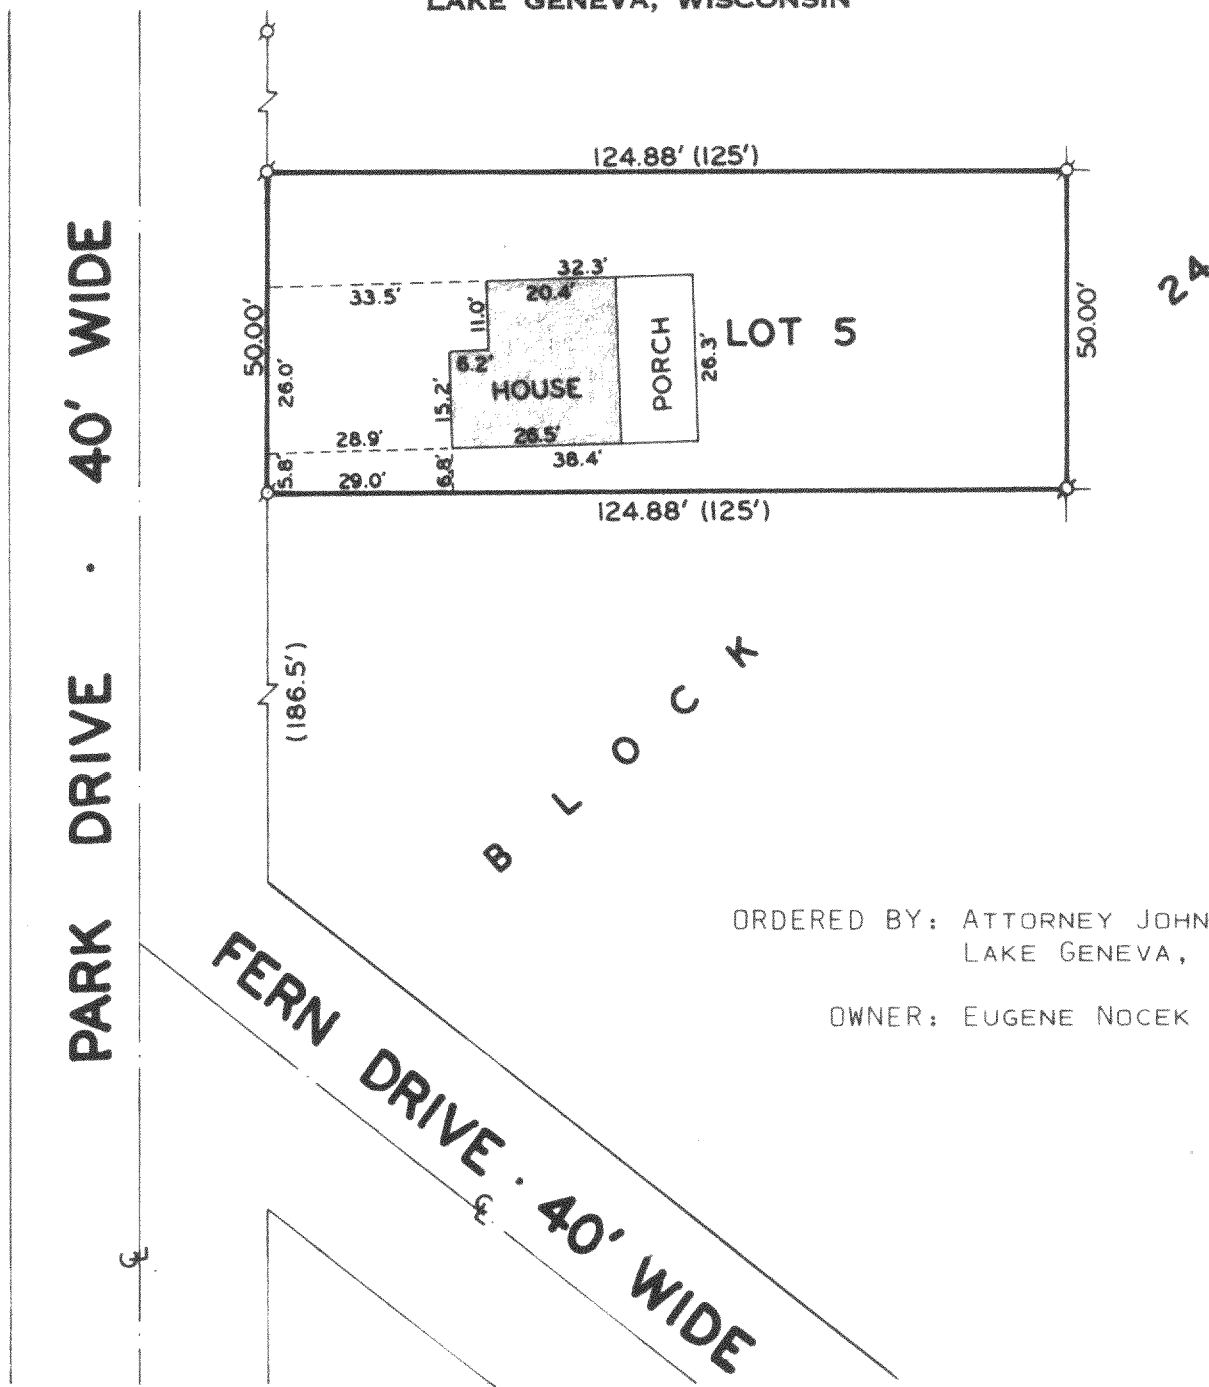 LAKE GENEVA, WISCONSIN
124.88' (125')
PARK DRIVE · 40' WIDE
50.00'
33.5'
32.3'
20.4'
11.0'
6.2'
15.2'
HOUSE
PORCH
26.3'
LOT 5
50.00'
24
26.0'
28.9'
26.5'
38.4'
5.8'
29.0'
6.8'
124.88' (125')
(186.5')
BLOCK
ORDERED BY: ATTORNEY JOHN
LAKE GENEVA,
OWNER: EUGENE NOCEK
FERN DRIVE · 40' WIDE
℄
℄